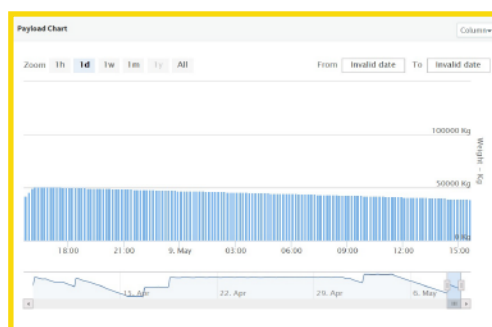 Payload Chart
Column
Zoom 1h 1d 1w 1m 1y All From Invalid date To Invalid date
100000 Kg
Weight - Kg
50000 Kg
0 Kg
18:00 21:00 9. May 03:00 06:00 09:00 12:00 15:00
15. Apr 22. Apr 29. Apr 6. May